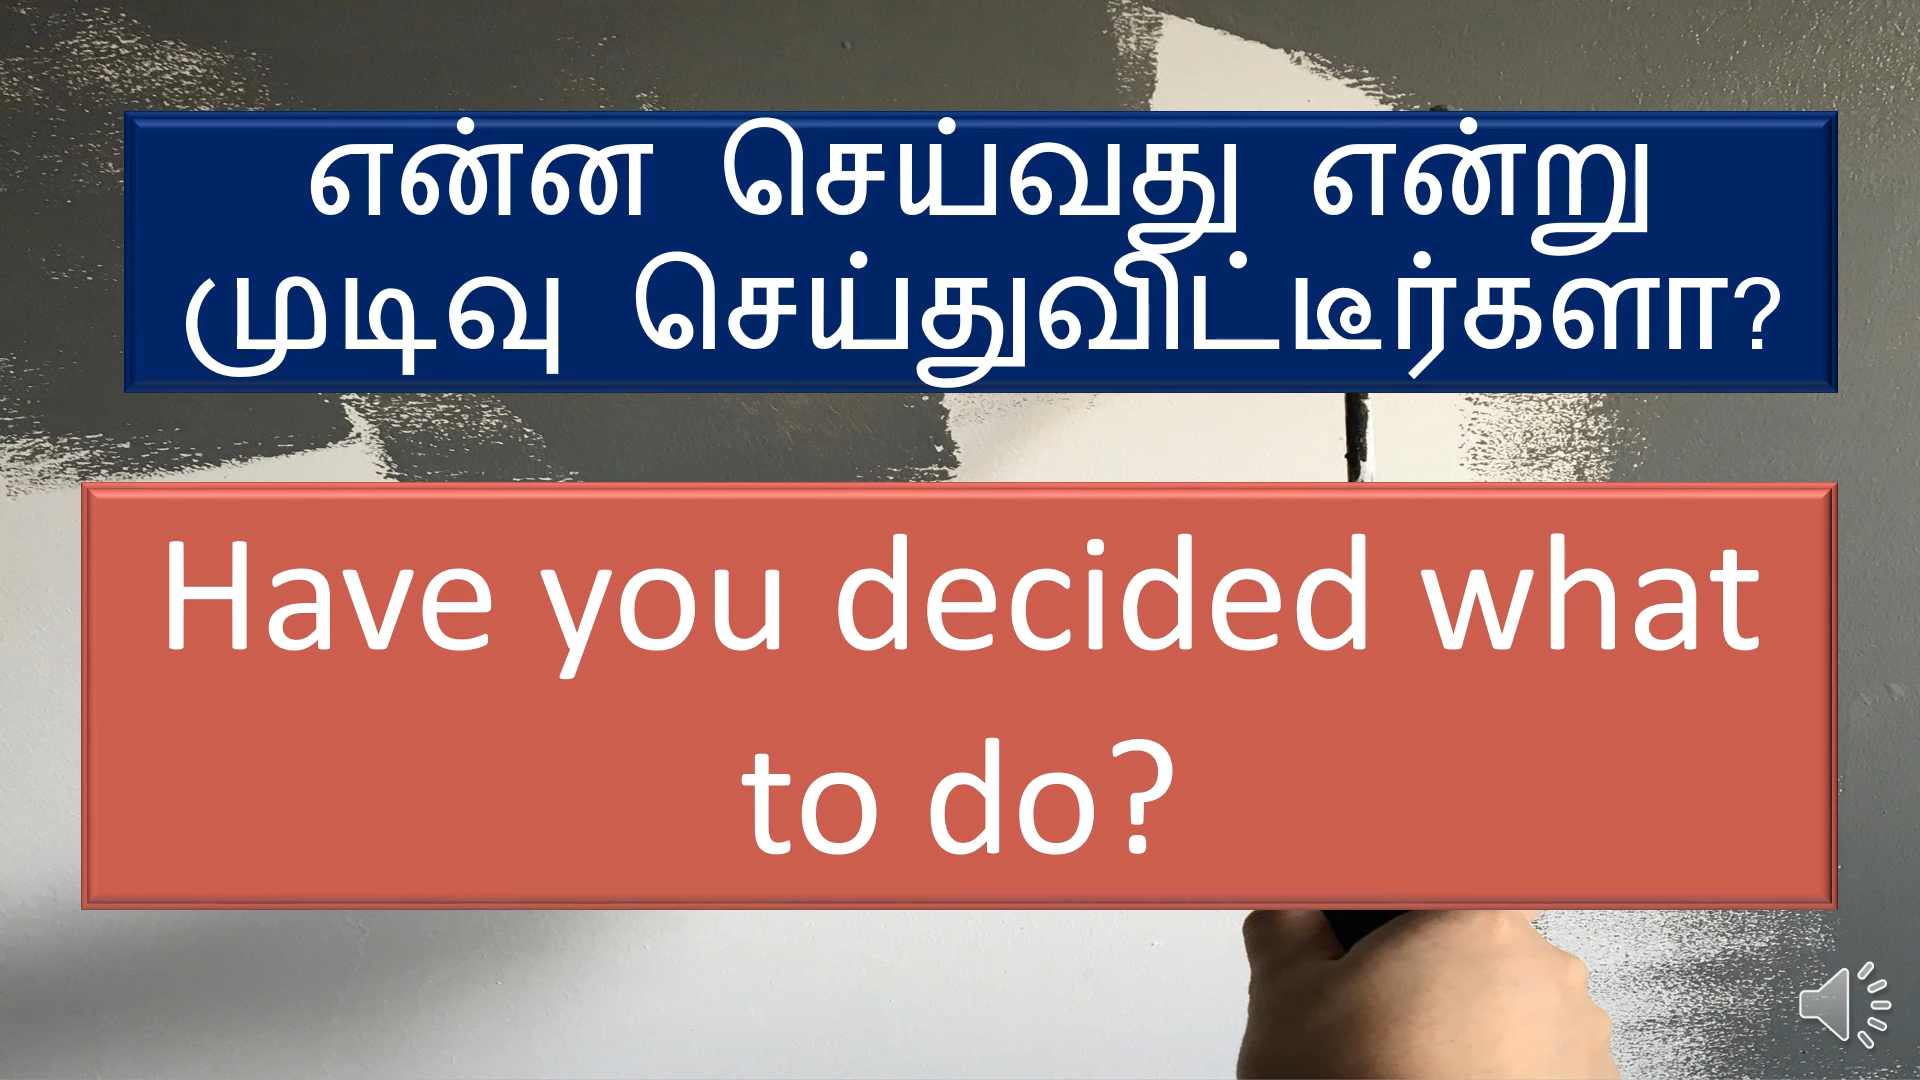 என்ன செய்வது என்று
முடிவு செய்துவிட்டீர்களா?
Have you decided what
to do?